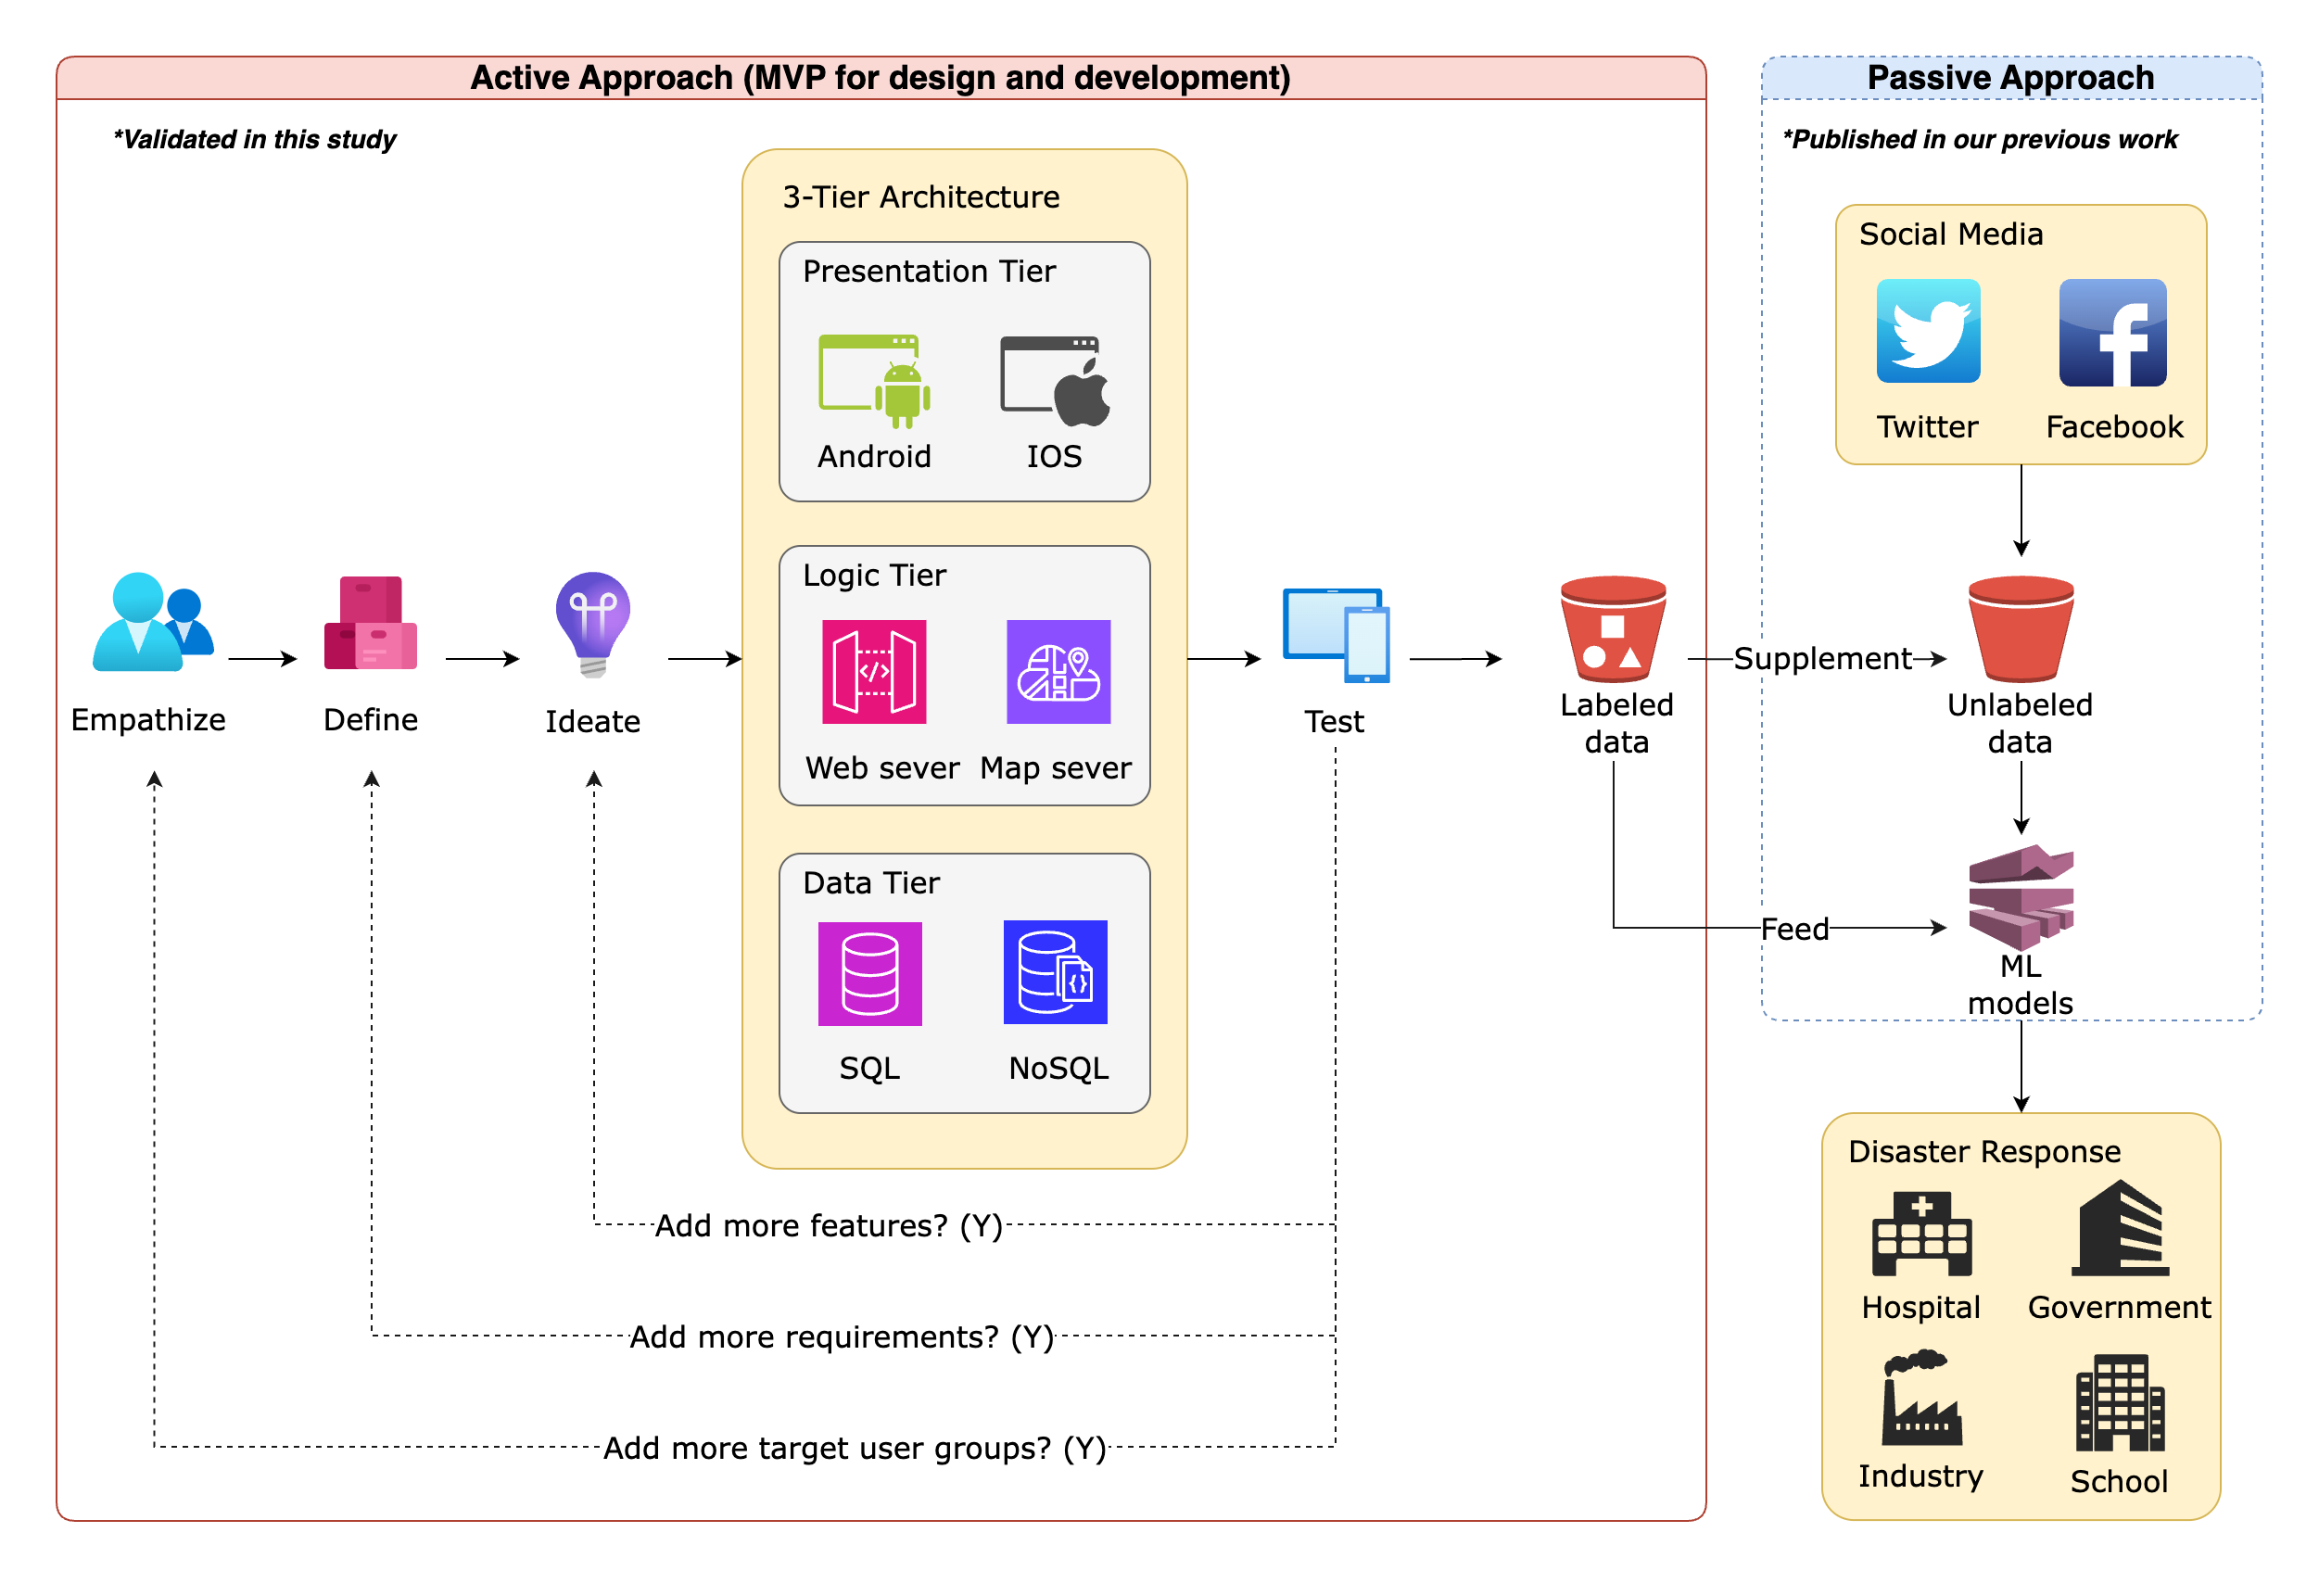 Active Approach (MVP for design and development)
*Validated in this study
3-Tier Architecture
Presentation Tier
Android
IOS
Logic Tier
Web sever
Map sever
Data Tier
SQL
NoSQL
Empathize
Define
Ideate
Test
Labeled
data
Add more features? (Y)
Add more requirements? (Y)
Add more target user groups? (Y)
Supplement
Feed
Passive Approach
*Published in our previous work
Social Media
Twitter
Facebook
Unlabeled
data
ML
models
Disaster Response
Hospital
Government
Industry
School